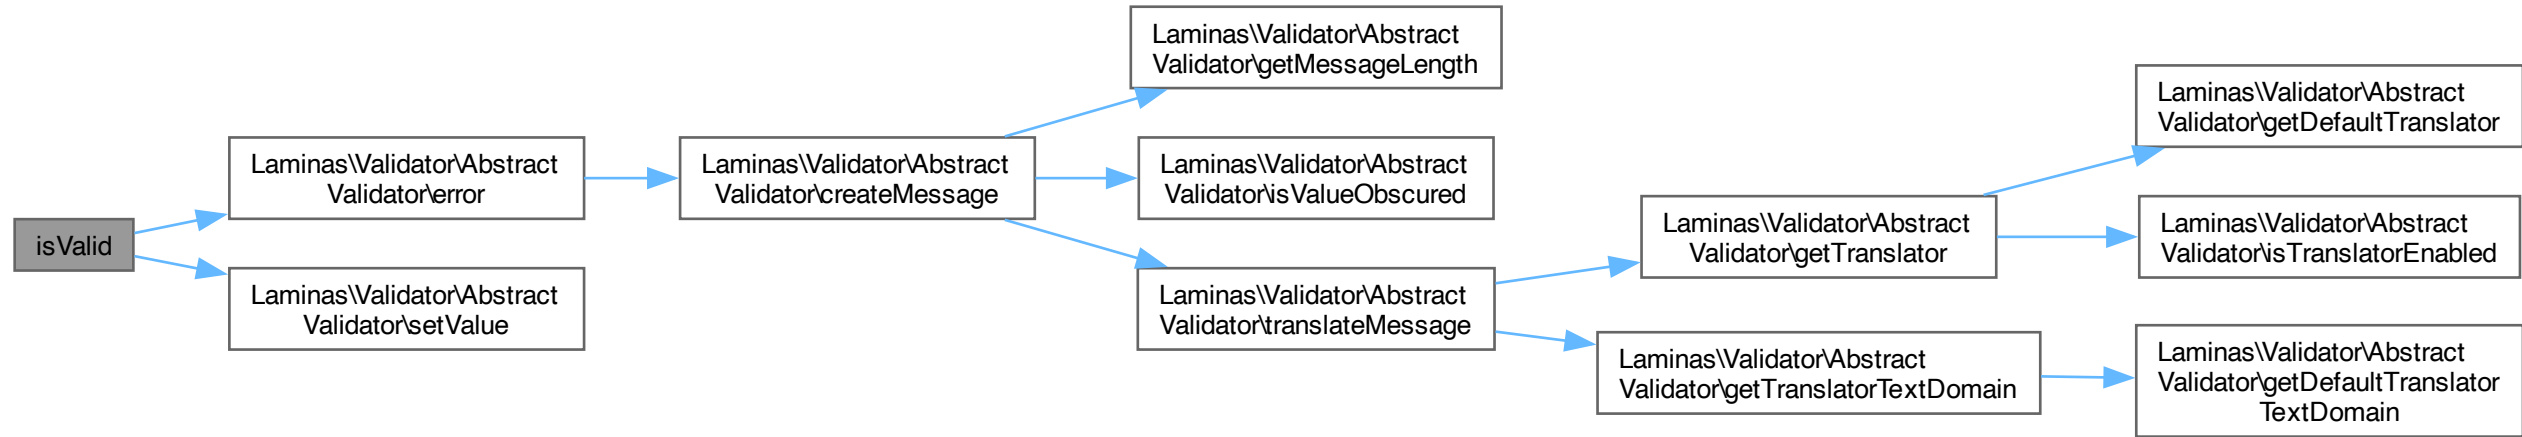 isValid
Laminas\Validator\Abstract
Validator\error
Laminas\Validator\Abstract
Validator\setValue
Laminas\Validator\Abstract
Validator\createMessage
Laminas\Validator\Abstract
Validator\getMessageLength
Laminas\Validator\Abstract
Validator\isValueObscured
Laminas\Validator\Abstract
Validator\translateMessage
Laminas\Validator\Abstract
Validator\getTranslator
Laminas\Validator\Abstract
Validator\getTranslatorTextDomain
Laminas\Validator\Abstract
Validator\getDefaultTranslator
Laminas\Validator\Abstract
Validator\isTranslatorEnabled
Laminas\Validator\Abstract
Validator\getDefaultTranslator
TextDomain